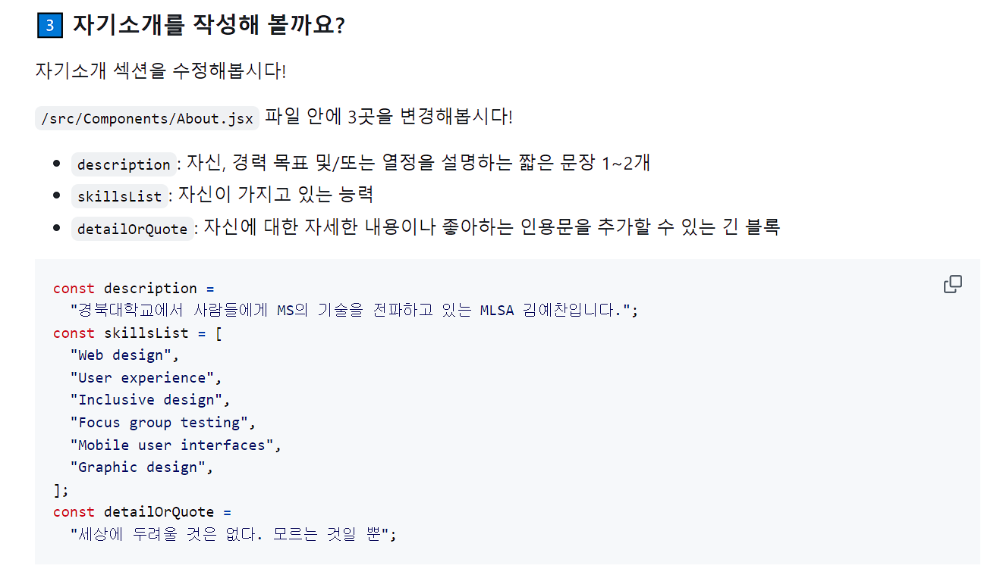 3 자기소개를 작성해 볼까요?
자기소개 섹션을 수정해봅시다!
/src/Components/About.jsx 파일 안에 3곳을 변경해봅시다!
• description: 자신, 경력 목표 및/또는 열정을 설명하는 짧은 문장 1~2개
• skillsList: 자신이 가지고 있는 능력
• detailOrQuote: 자신에 대한 자세한 내용이나 좋아하는 인용문을 추가할 수 있는 긴 블록
const description =
  "경북대학교에서 사람들에게 MS의 기술을 전파하고 있는 MLSA 김예찬입니다.";
const skillsList = [
  "Web design",
  "User experience",
  "Inclusive design",
  "Focus group testing",
  "Mobile user interfaces",
  "Graphic design",
];
const detailOrQuote =
  "세상에 두려울 것은 없다. 모르는 것일 뿐";